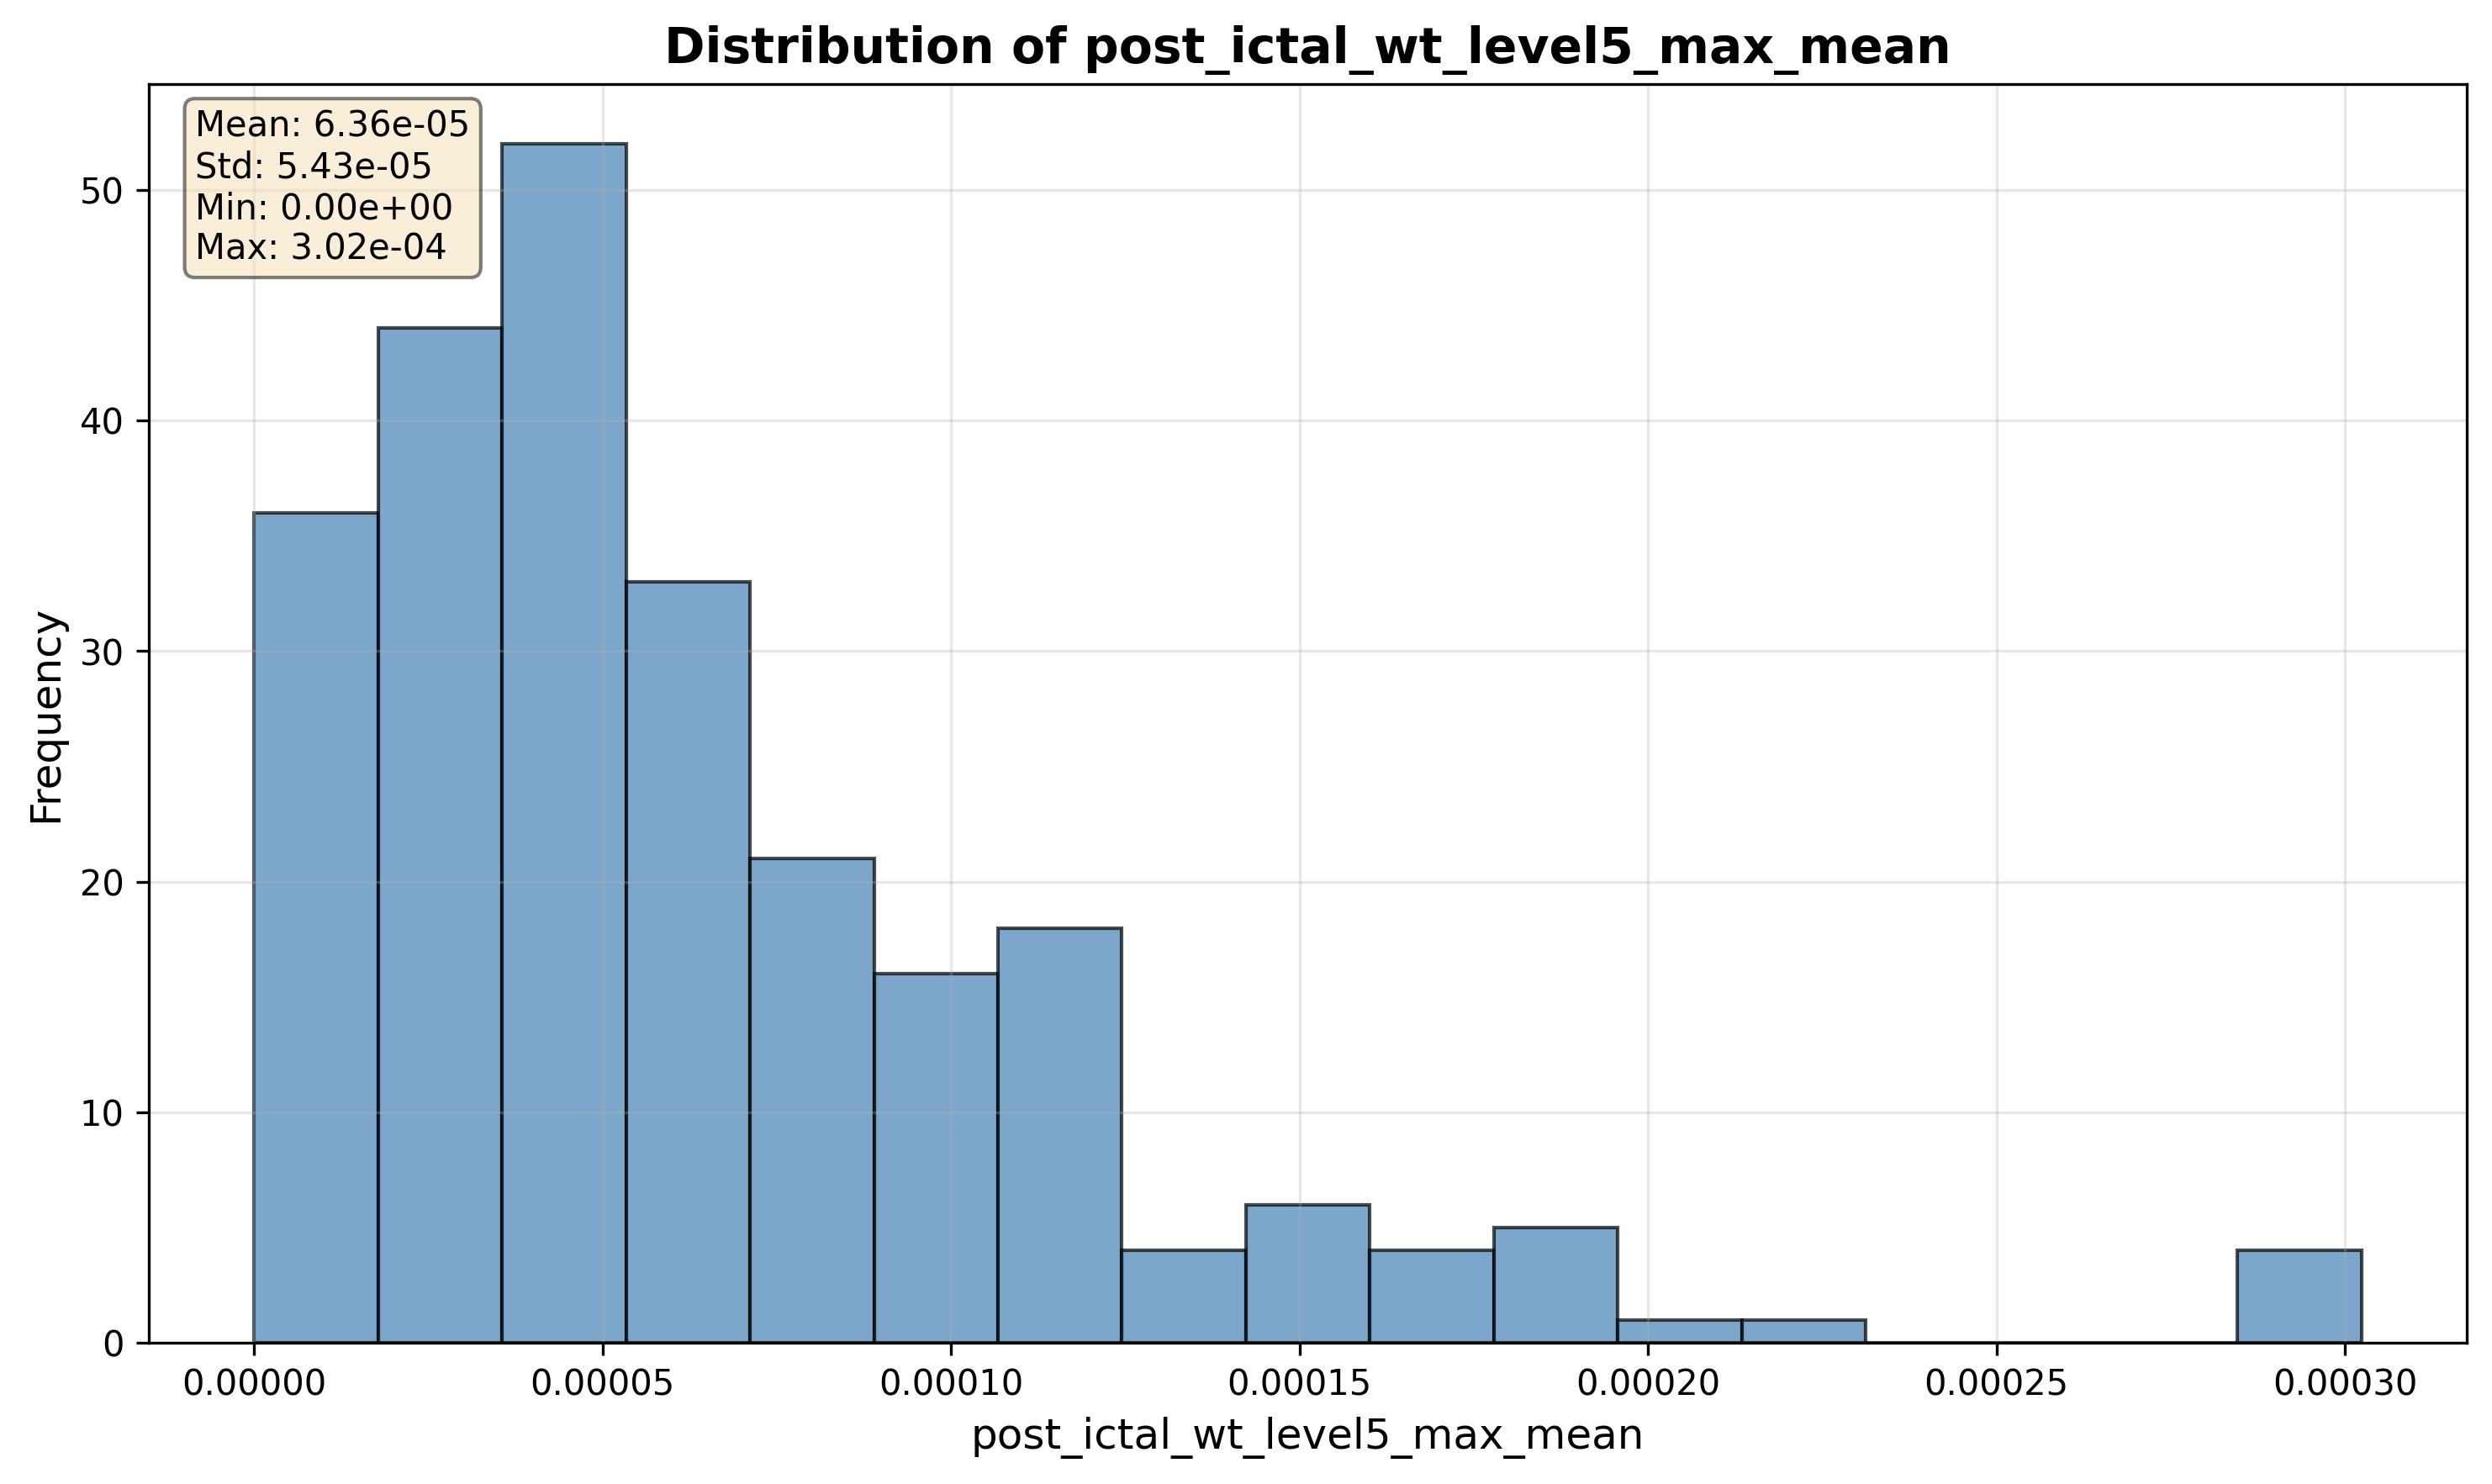 Distribution of post_ictal_wt_level5_max_mean
Mean: 6.36e-05
Std: 5.43e-05
Min: 0.00e+00
Max: 3.02e-04
Frequency
50
40
30
20
10
0
0.00000 0.00005 0.00010 0.00015 0.00020 0.00025 0.00030
post_ictal_wt_level5_max_mean